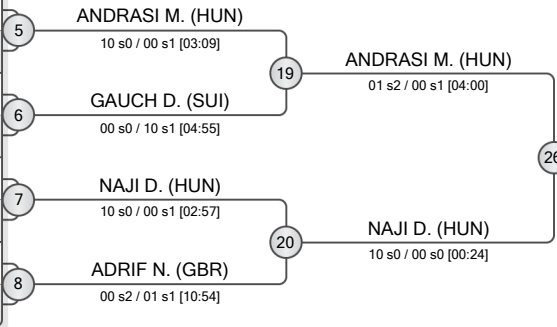 5
ANDRASI M. (HUN)
10 s0 / 00 s1 [03:09]
19
ANDRASI M. (HUN)
01 s2 / 00 s1 [04:00]
6
GAUCH D. (SUI)
00 s0 / 10 s1 [04:55]
26
7
NAJI D. (HUN)
10 s0 / 00 s1 [02:57]
20
NAJI D. (HUN)
10 s0 / 00 s0 [00:24]
8
ADRIF N. (GBR)
00 s2 / 01 s1 [10:54]